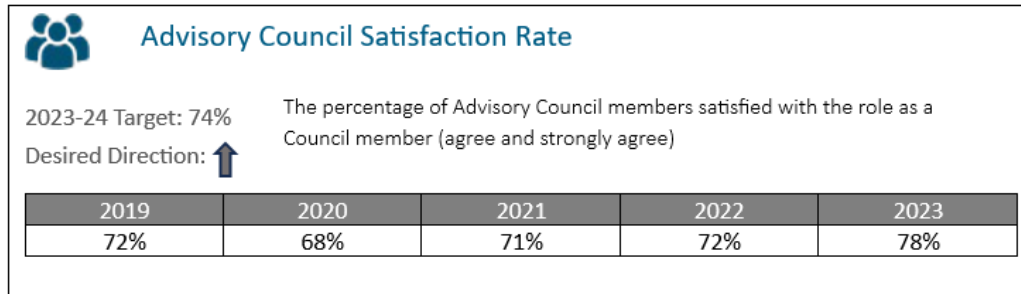 Advisory Council Satisfaction Rate
2023-24 Target: 74%
The percentage of Advisory Council members satisfied with the role as a
Council member (agree and strongly agree)
Desired Direction:
2019 2020 2021 2022 2023
72% 68% 71% 72% 78%